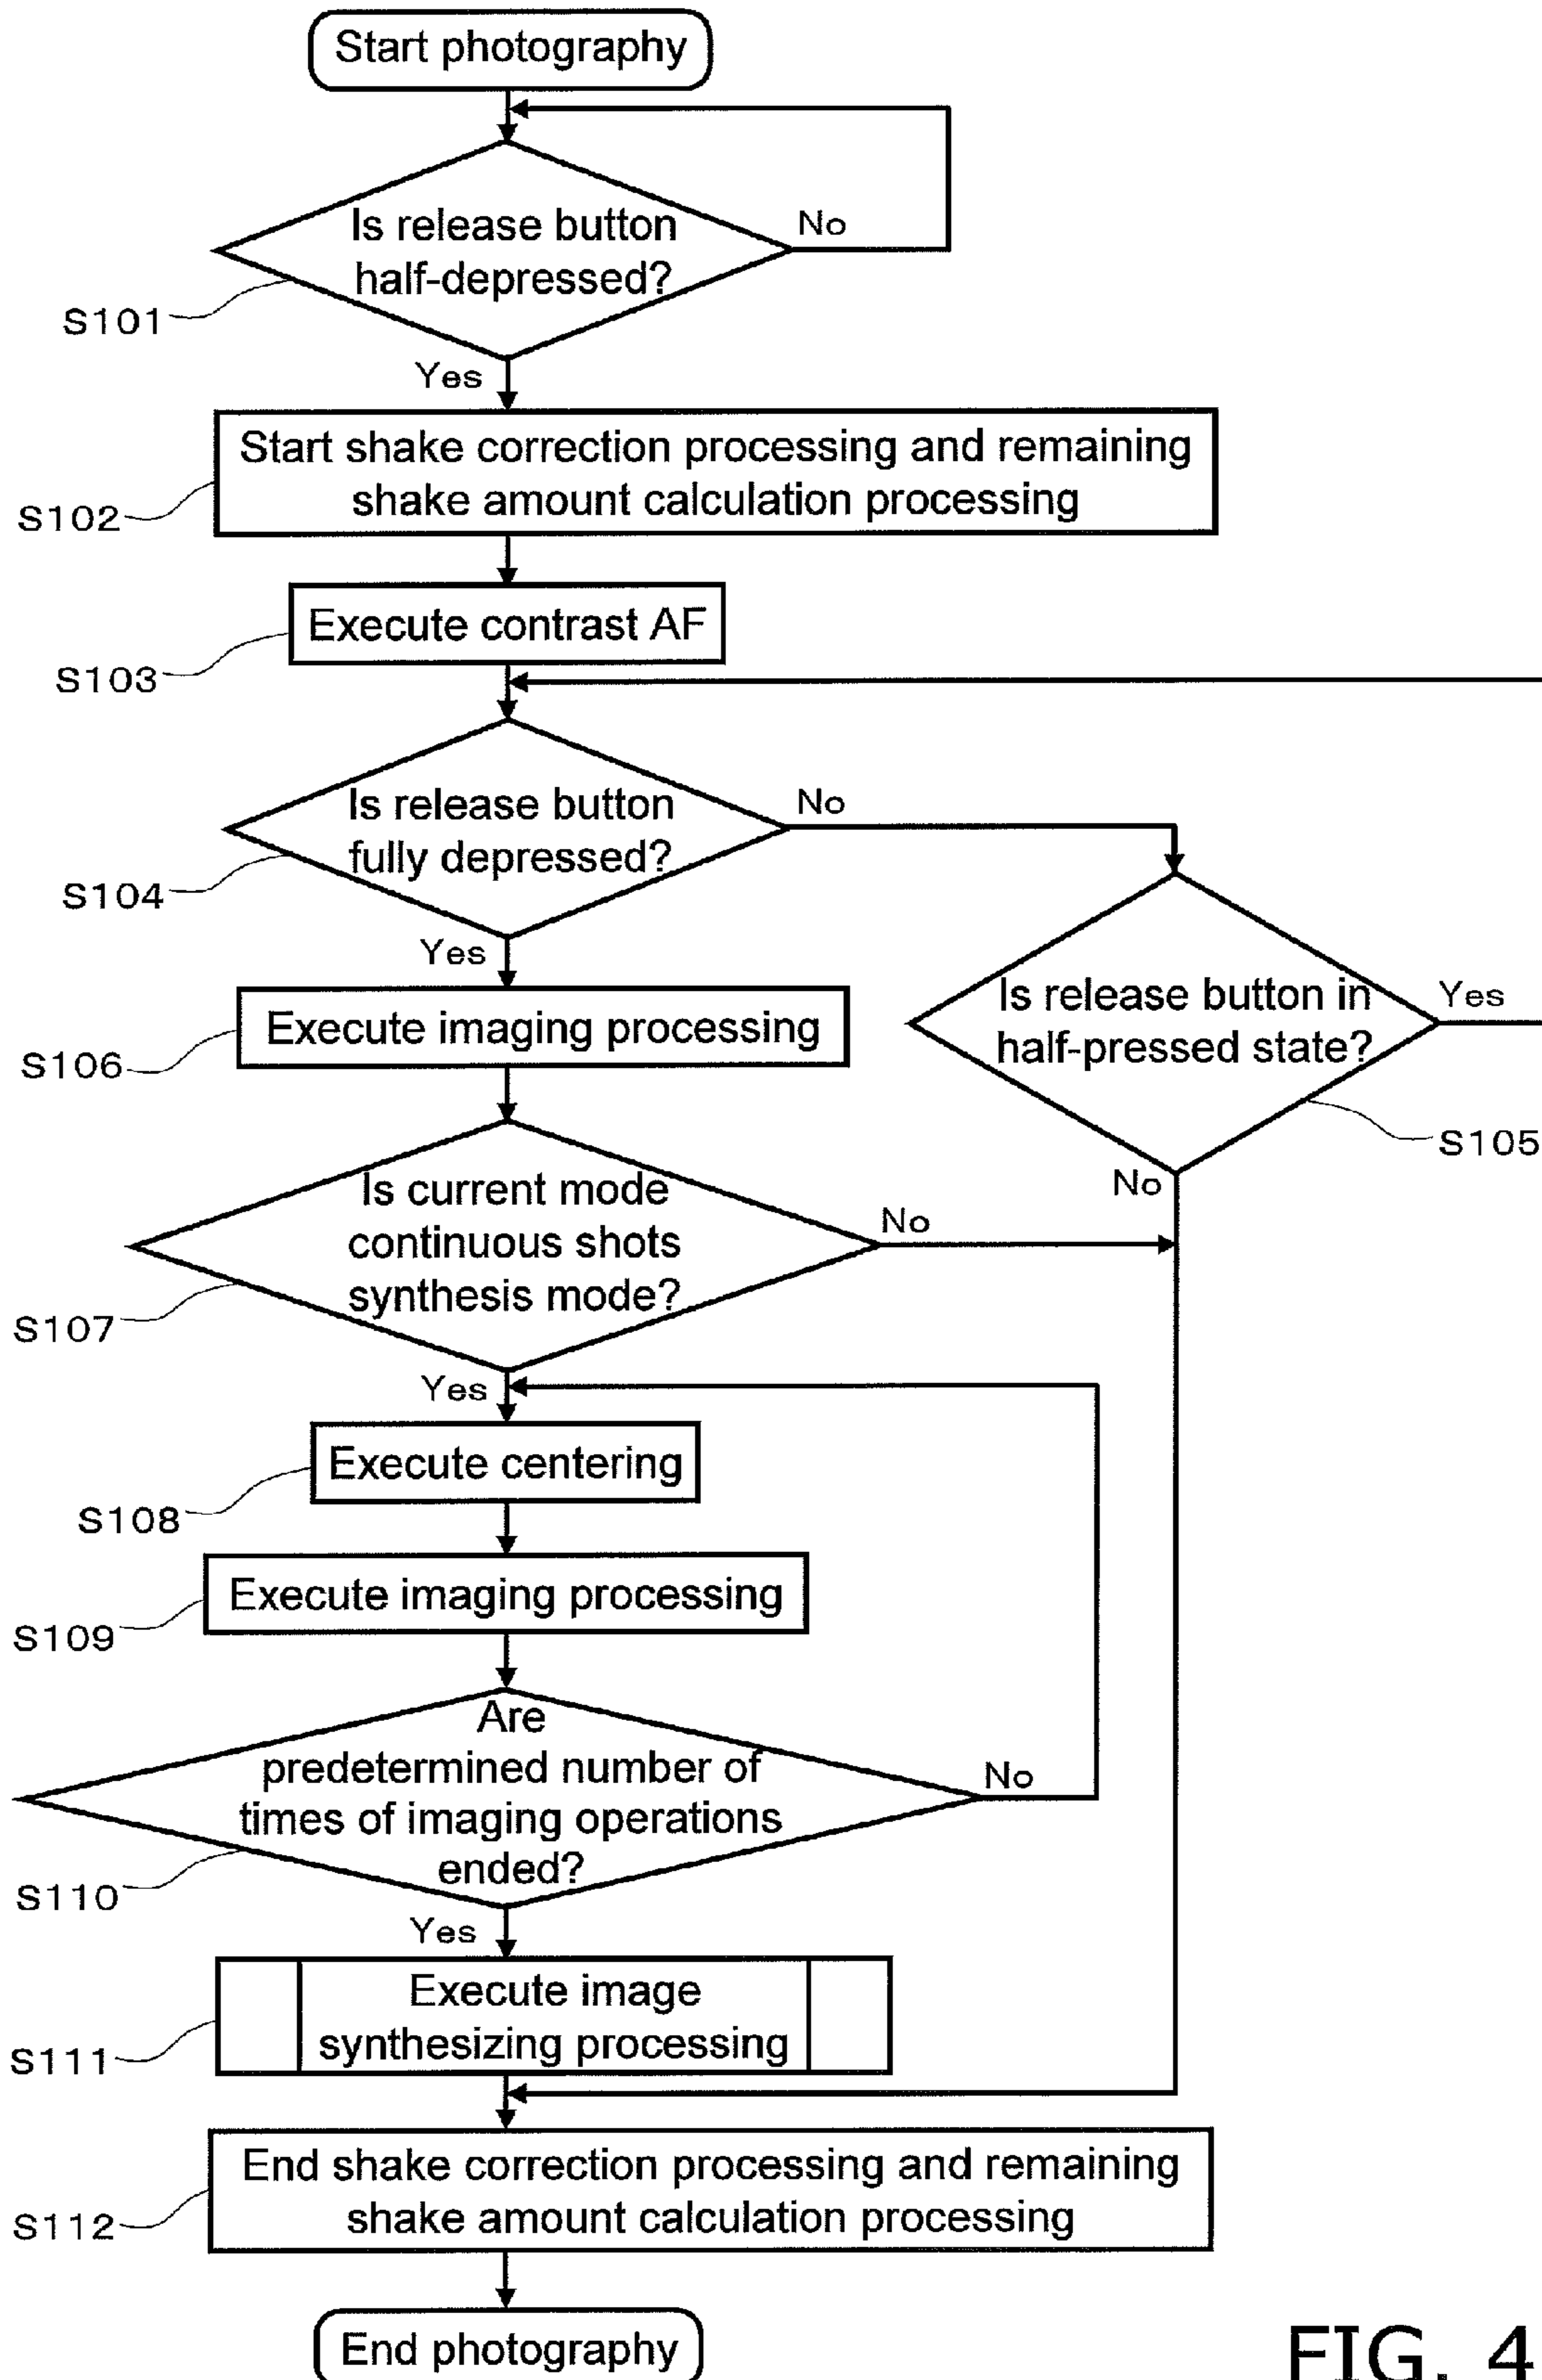 Start photography
Is release button
half-depressed?
No
S101
Yes
Start shake correction processing and remaining
shake amount calculation processing
S102
Execute contrast AF
S103
Is release button
fully depressed?
No
S104
Yes
Is release button in
half-pressed state?
Yes
S105
No
Execute imaging processing
S106
Is current mode
continuous shots
synthesis mode?
No
S107
Yes
Execute centering
S108
Execute imaging processing
S109
Are
predetermined number of
times of imaging operations
ended?
No
S110
Yes
Execute image
synthesizing processing
S111
End shake correction processing and remaining
shake amount calculation processing
S112
End photography
FIG. 4